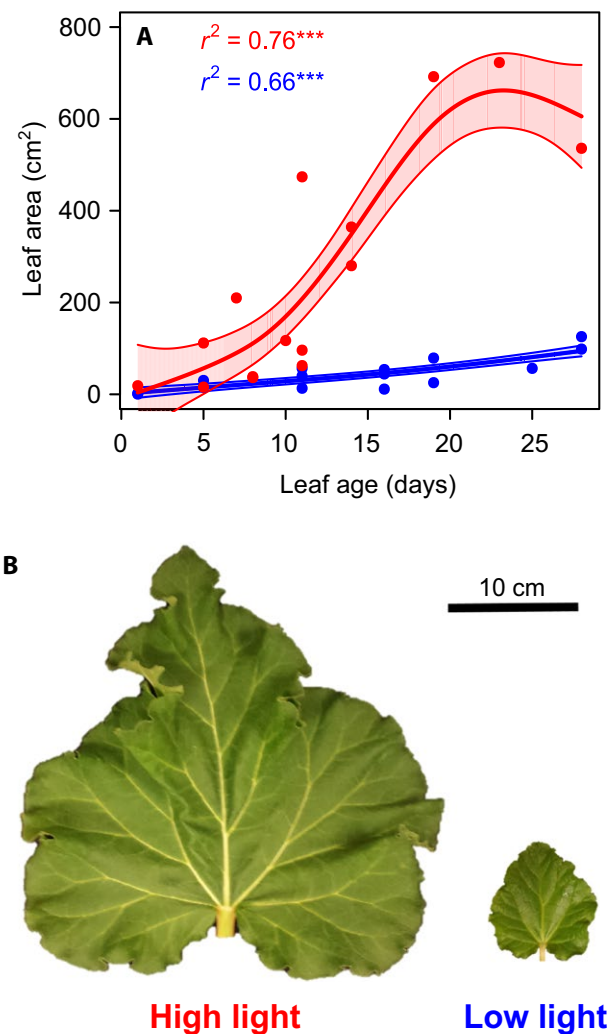 A
r² = 0.76***
r² = 0.66***
800
600
400
200
0
Leaf area (cm²)
0 5 10 15 20 25
Leaf age (days)
B
10 cm
High light
Low light